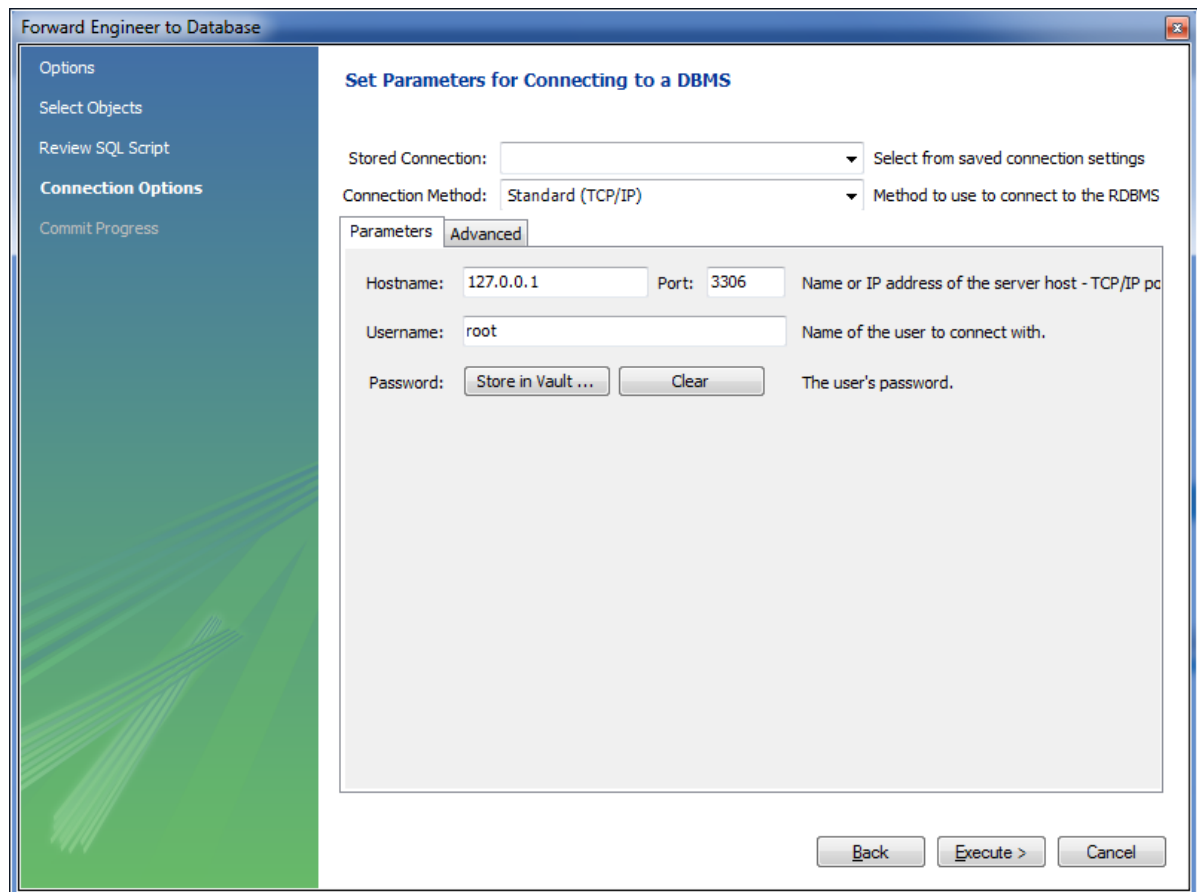 Forward Engineer to Database
Options
Select Objects
Review SQL Script
Connection Options
Commit Progress
Set Parameters for Connecting to a DBMS
Stored Connection: Select from saved connection settings
Connection Method: Standard (TCP/IP) Method to use to connect to the RDBMS
Parameters Advanced
Hostname: 127.0.0.1 Port: 3306 Name or IP address of the server host - TCP/IP po
Username: root Name of the user to connect with.
Password: Store in Vault ... Clear The user's password.
Back Execute > Cancel